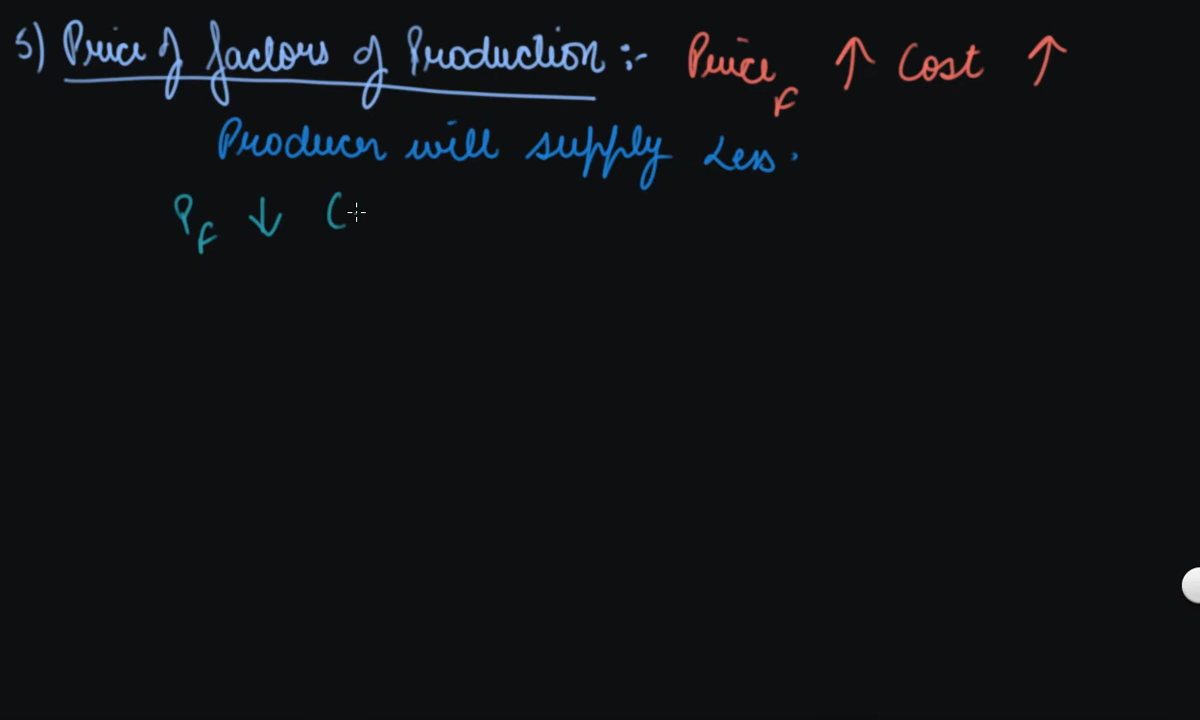 5) Price of factors of Production :- Price_F ↑ Cost ↑
Producer will supply Less.
P_F ↓ C